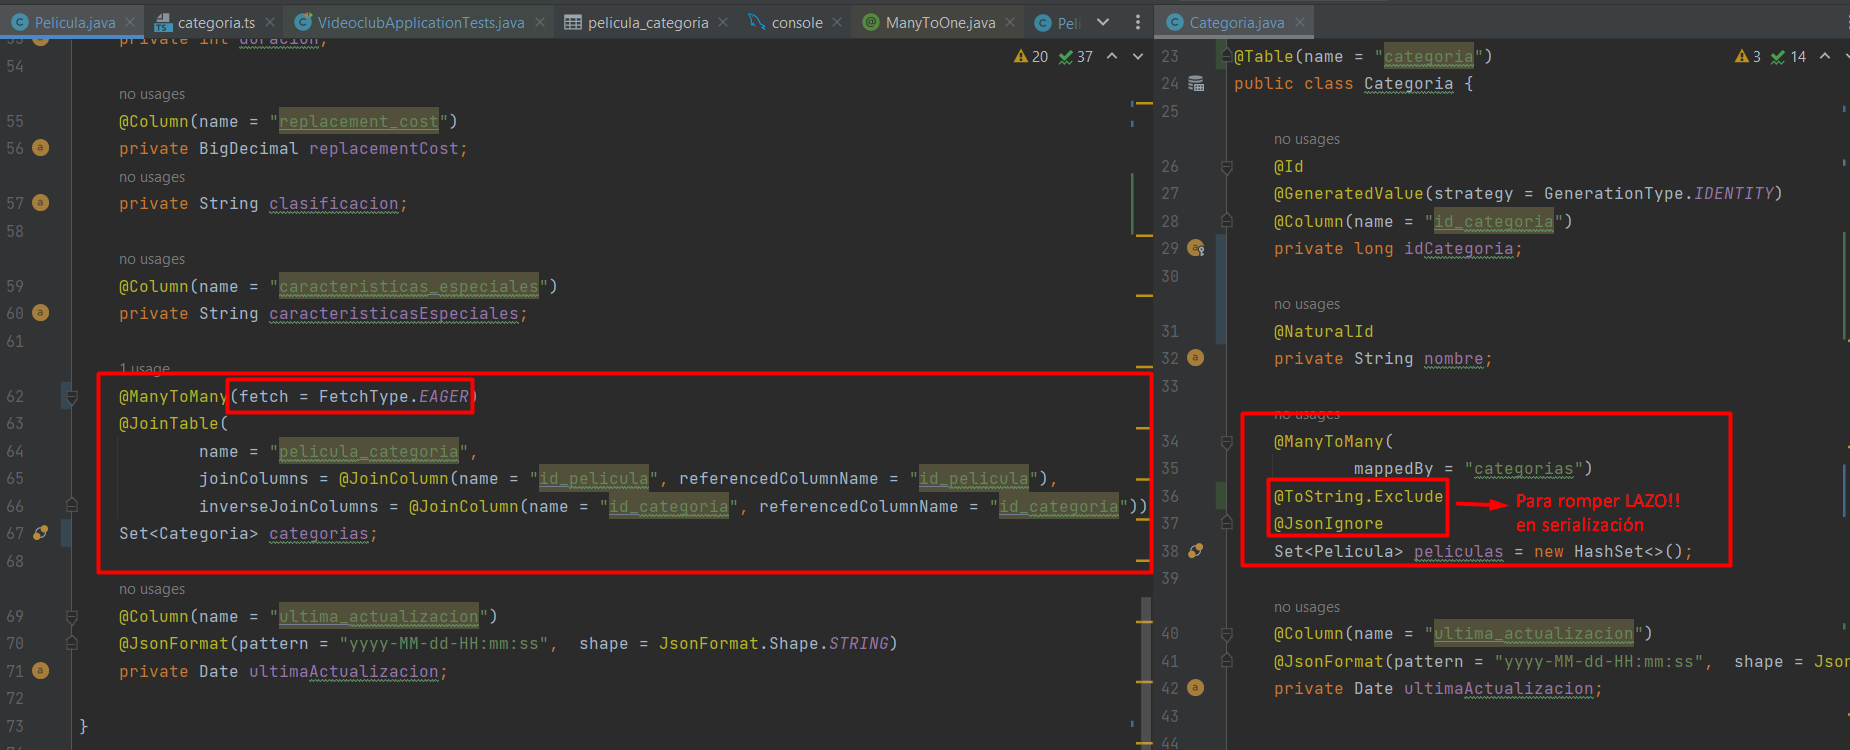 Pelicula.java
categoria.ts
VideoclubApplicationTests.java
pelicula_categoria
console
ManyToOne.java
Peli
20 37
private int duracion;
54
no usages
55 @Column(name = "replacement_cost")
56 private BigDecimal replacementCost;
no usages
57 private String clasificacion;
58
no usages
59 @Column(name = "caracteristicas_especiales")
60 private String caracteristicasEspeciales;
61
1 usage
62 @ManyToMany(fetch = FetchType.EAGER)
63 @JoinTable(
64 name = "pelicula_categoria",
65 joinColumns = @JoinColumn(name = "id_pelicula", referencedColumnName = "id_pelicula"),
66 inverseJoinColumns = @JoinColumn(name = "id_categoria", referencedColumnName = "id_categoria"))
67 Set<Categoria> categorias;
68
no usages
69 @Column(name = "ultima_actualizacion")
70 @JsonFormat(pattern = "yyyy-MM-dd-HH:mm:ss", shape = JsonFormat.Shape.STRING)
71 private Date ultimaActualizacion;
72
73 }
Categoria.java
3 14
23 @Table(name = "categoria")
24 public class Categoria {
25
no usages
26 @Id
27 @GeneratedValue(strategy = GenerationType.IDENTITY)
28 @Column(name = "id_categoria")
29 private long idCategoria;
30
no usages
31 @NaturalId
32 private String nombre;
33
no usages
34 @ManyToMany(
35 mappedBy = "categorias")
36 @ToString.Exclude
37 @JsonIgnore
Para romper LAZO!!
en serialización
38 Set<Pelicula> peliculas = new HashSet<>();
39
no usages
40 @Column(name = "ultima_actualizacion")
41 @JsonFormat(pattern = "yyyy-MM-dd-HH:mm:ss", shape = Json
42 private Date ultimaActualizacion;
43
44